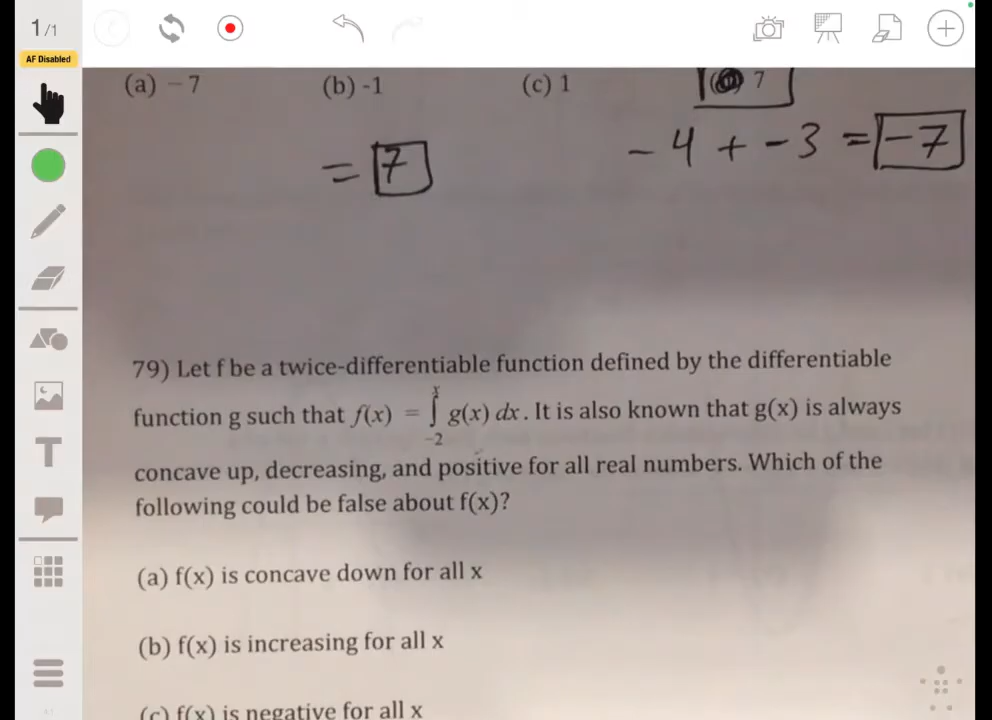 1/1
AF Disabled
(a) – 7 (b) -1 (c) 1 7
- 4 + - 3 = -7
= 7
79) Let f be a twice-differentiable function defined by the differentiable
function g such that f(x) = ∫_{-2}^{x} g(x) dx. It is also known that g(x) is always
concave up, decreasing, and positive for all real numbers. Which of the
following could be false about f(x)?
(a) f(x) is concave down for all x
(b) f(x) is increasing for all x
(c) f(x) is negative for all x
T